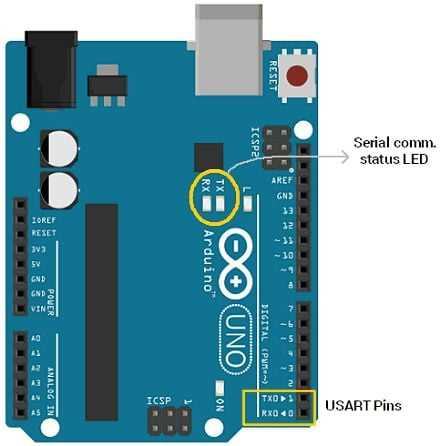 RESET
ICSP2
Serial comm.
status LED
TX
RX
L
AREF
GND
13
12
~11
~10
~9
8
IOREF
RESET
3V3
5V
GND
GND
VIN
POWER
Arduino™
UNO
DIGITAL (PWM=~)
7
~6
~5
4
~3
2
TX0▶1
RX0◀0
USART Pins
A0
A1
A2
A3
A4
A5
ANALOG IN
ICSP
1
ON